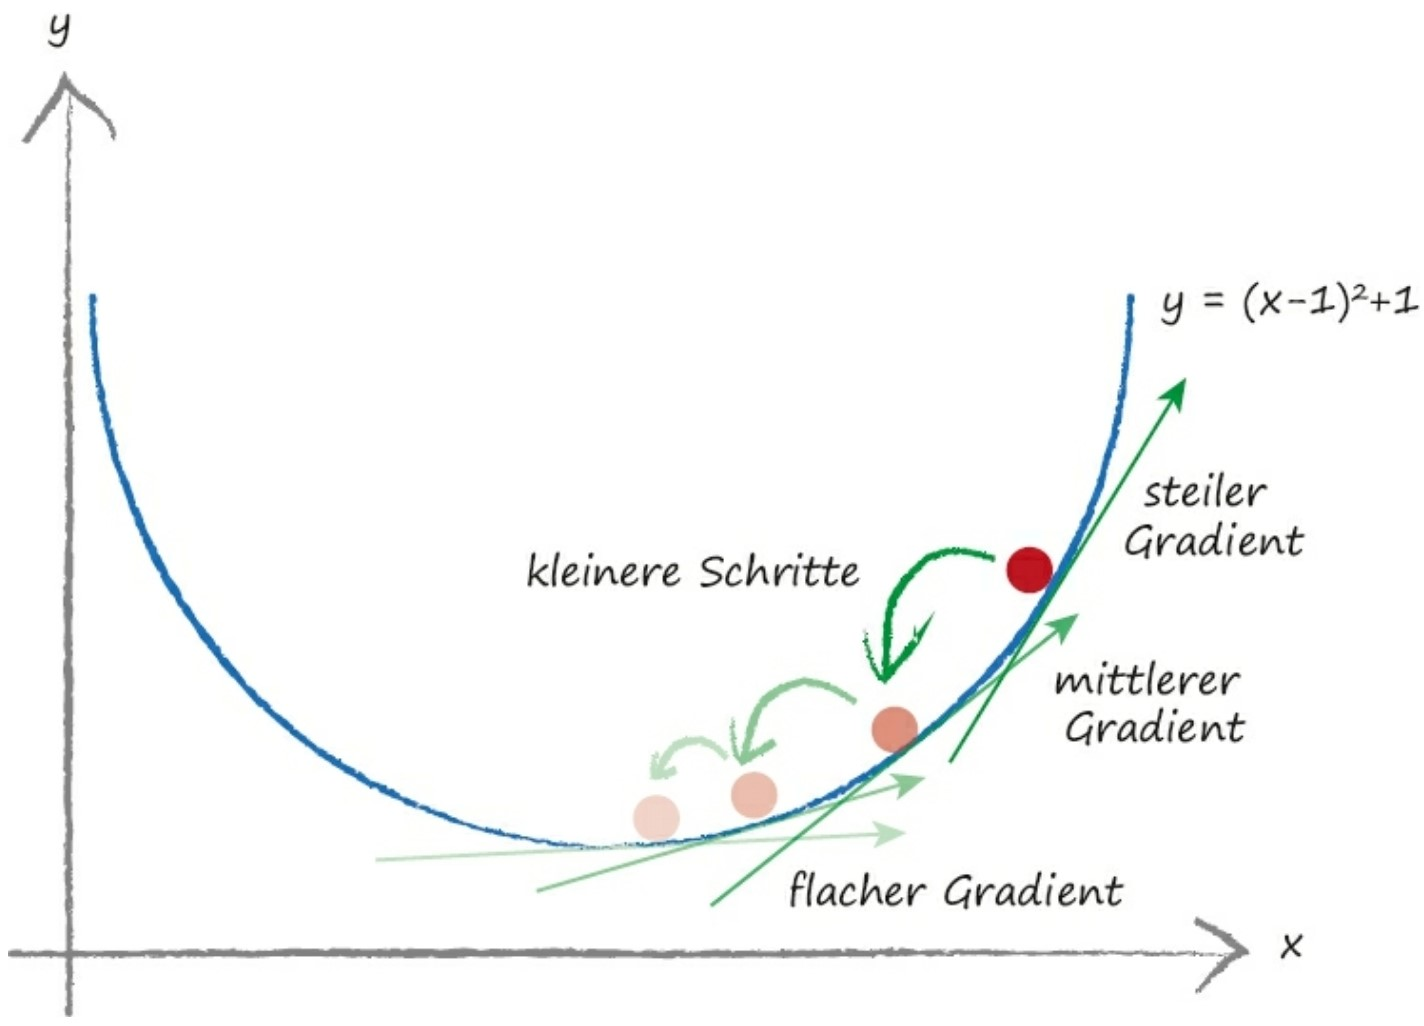 y
y = (x-1)²+1
steiler
Gradient
kleinere Schritte
mittlerer
Gradient
flacher Gradient
x